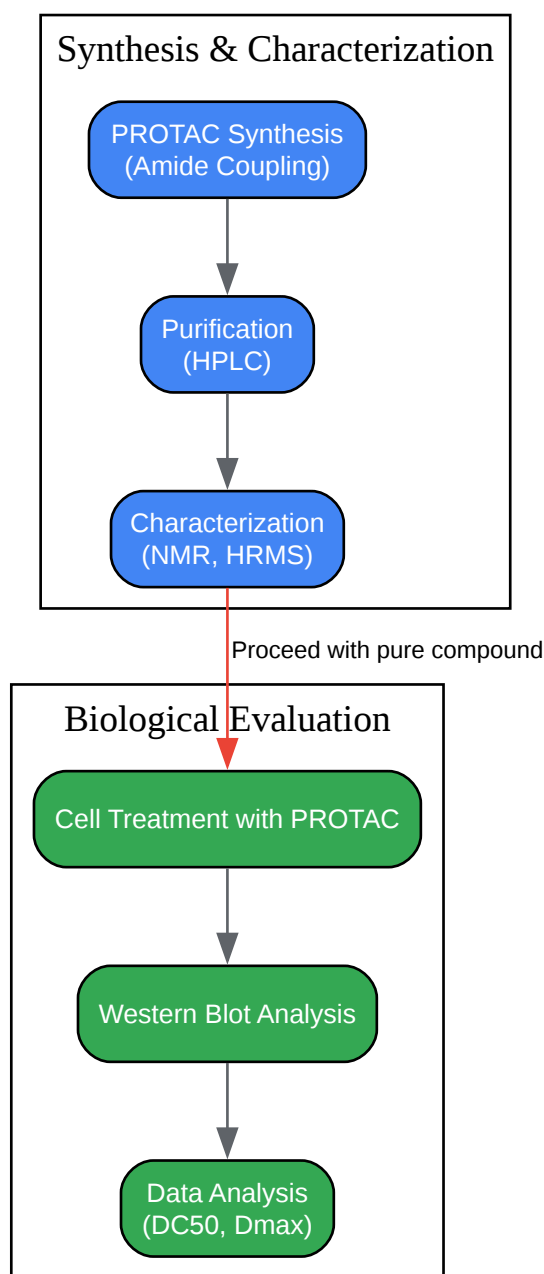 Synthesis & Characterization
PROTAC Synthesis
(Amide Coupling)
Purification
(HPLC)
Characterization
(NMR, HRMS)
Proceed with pure compound
Biological Evaluation
Cell Treatment with PROTAC
Western Blot Analysis
Data Analysis
(DC50, Dmax)